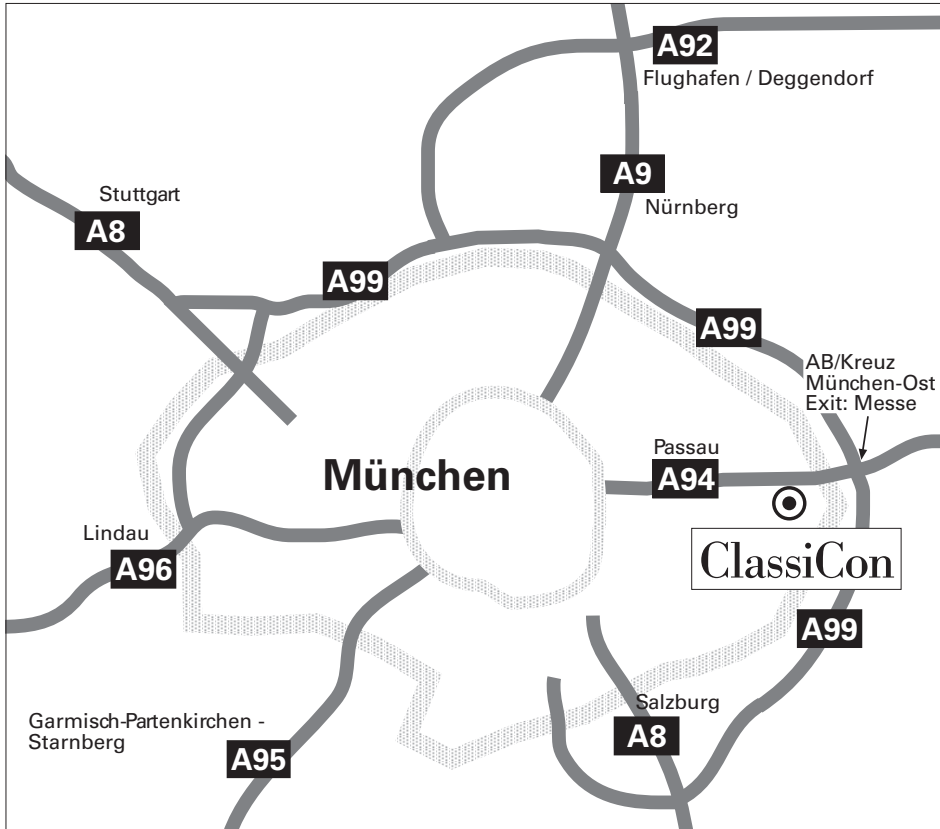 A92
Flughafen / Deggendorf
A9
Nürnberg
Stuttgart
A8
A99
A99
AB/Kreuz
München-Ost
Exit: Messe
München
Passau
A94
Lindau
A96
ClassiCon
A99
Garmisch-Partenkirchen -
Starnberg
A95
Salzburg
A8